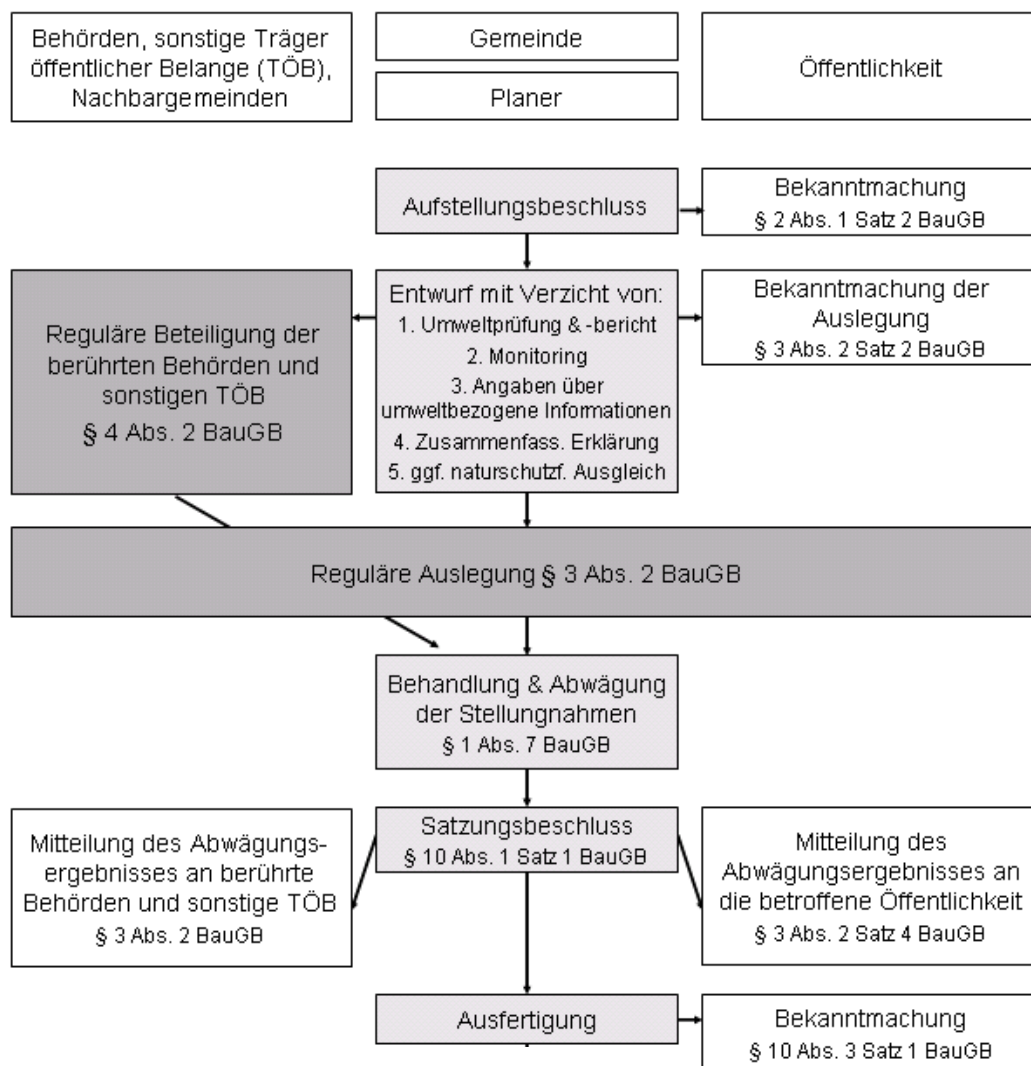 Behörden, sonstige Träger
öffentlicher Belange (TÖB),
Nachbargemeinden
Gemeinde
Planer
Öffentlichkeit
Aufstellungsbeschluss
Bekanntmachung
§ 2 Abs. 1 Satz 2 BauGB
Reguläre Beteiligung der
berührten Behörden und
sonstigen TÖB
§ 4 Abs. 2 BauGB
Entwurf mit Verzicht von:
1. Umweltprüfung & -bericht
2. Monitoring
3. Angaben über
umweltbezogene Informationen
4. Zusammenfass. Erklärung
5. ggf. naturschutzf. Ausgleich
Bekanntmachung der
Auslegung
§ 3 Abs. 2 Satz 2 BauGB
Reguläre Auslegung § 3 Abs. 2 BauGB
Behandlung & Abwägung
der Stellungnahmen
§ 1 Abs. 7 BauGB
Mitteilung des Abwägungs-
ergebnisses an berührte
Behörden und sonstige TÖB
§ 3 Abs. 2 BauGB
Satzungsbeschluss
§ 10 Abs. 1 Satz 1 BauGB
Mitteilung des
Abwägungsergebnisses an
die betroffene Öffentlichkeit
§ 3 Abs. 2 Satz 4 BauGB
Ausfertigung
Bekanntmachung
§ 10 Abs. 3 Satz 1 BauGB